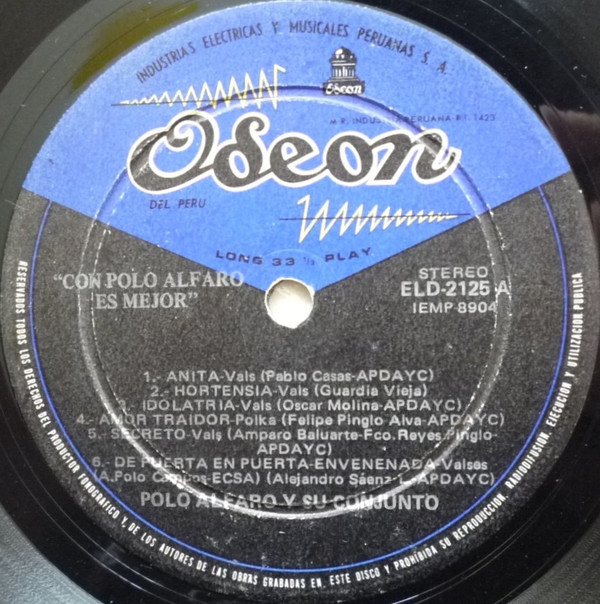 INDUSTRIAS ELECTRICAS Y MUSICALES PERUANAS S. A.
Odeon
M.R. INDUSTRIA PERUANA R.I. 1423
Odeon
DEL PERU
LONG 33 1/3 PLAY
"CON POLO ALFARO
ES MEJOR"
STEREO
ELD-2125 A
IEMP-8904
1.- ANITA-Vals (Pablo Casas-APDAYC)
2.- HORTENSIA-Vals (Guardia Vieja)
IDOLATRIA-Vals (Oscar Molina-APDAYC)
4.- AMOR TRAIDOR-Polka (Felipe Pinglo Alva-APDAYC)
5.- SECRETO-Vals (Amparo Baluarte-Fco. Reyes Pinglo
APDAYC)
6.- DE PUERTA EN PUERTA-ENVENENADA-Valses
(A. Polo Campos-ECSA) (Alejandro Sáenz APDAYC)
POLO ALFARO Y SU CONJUNTO
RESERVADOS TODOS LOS DERECHOS DEL PRODUCTOR FONOGRAFICO Y DE LOS AUTORES DE LAS OBRAS GRABADAS EN ESTE DISCO Y PROHIBIDA SU REPRODUCCION, RADIODIFUSION, EJECUCION Y UTILIZACION PUBLICA